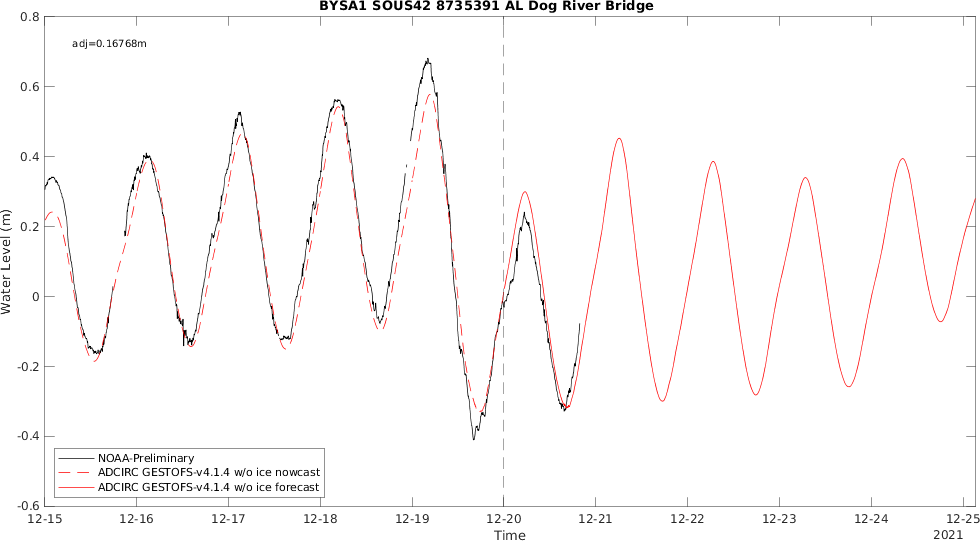 BYSA1 SOUS42 8735391 AL Dog River Bridge
adj=0.16768m
0.8
0.6
0.4
0.2
0
-0.2
-0.4
-0.6
Water Level (m)
NOAA-Preliminary
ADCIRC GESTOFS-v4.1.4 w/o ice nowcast
ADCIRC GESTOFS-v4.1.4 w/o ice forecast
12-15 12-16 12-17 12-18 12-19 12-20 12-21 12-22 12-23 12-24 12-25
Time
2021